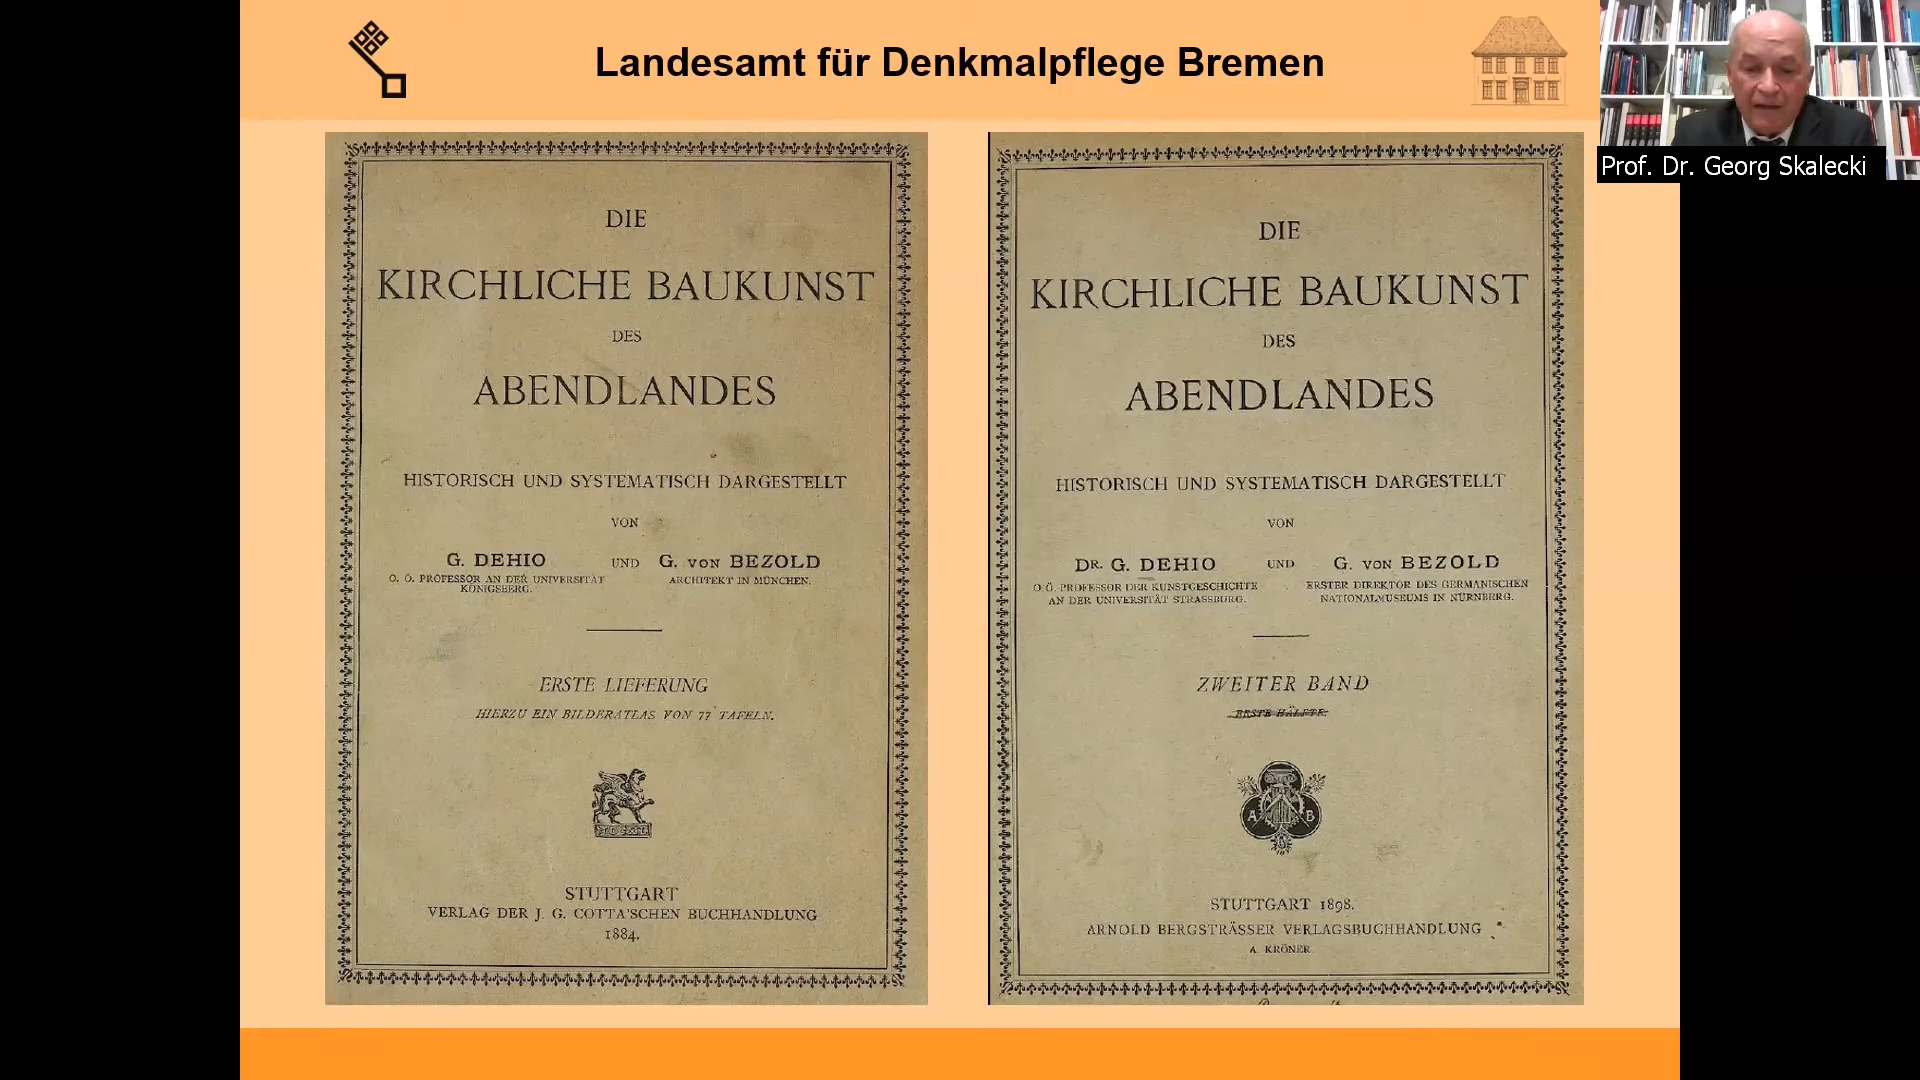 Landesamt für Denkmalpflege Bremen
Prof. Dr. Georg Skalecki
DIE
KIRCHLICHE BAUKUNST
DES
ABENDLANDES
HISTORISCH UND SYSTEMATISCH DARGESTELLT
VON
G. DEHIO UND G. VON BEZOLD
O. Ö. PROFESSOR AN DER UNIVERSITÄT ARCHITEKT IN MÜNCHEN.
KÖNIGSBERG.
ERSTE LIEFERUNG
HIERZU EIN BILDERATLAS VON 77 TAFELN.
STUTTGART
VERLAG DER J. G. COTTA'SCHEN BUCHHANDLUNG
1884.
DIE
KIRCHLICHE BAUKUNST
DES
ABENDLANDES
HISTORISCH UND SYSTEMATISCH DARGESTELLT
VON
DR. G. DEHIO UND G. VON BEZOLD
O.Ö. PROFESSOR DER KUNSTGESCHICHTE ERSTER DIREKTOR DES GERMANISCHEN
AN DER UNIVERSITÄT STRASSBURG. NATIONALMUSEUMS IN NÜRNBERG.
ZWEITER BAND
ERSTE HÄLFTE.
A B
STUTTGART 1898.
ARNOLD BERGSTRÄSSER VERLAGSBUCHHANDLUNG
A. KRÖNER.